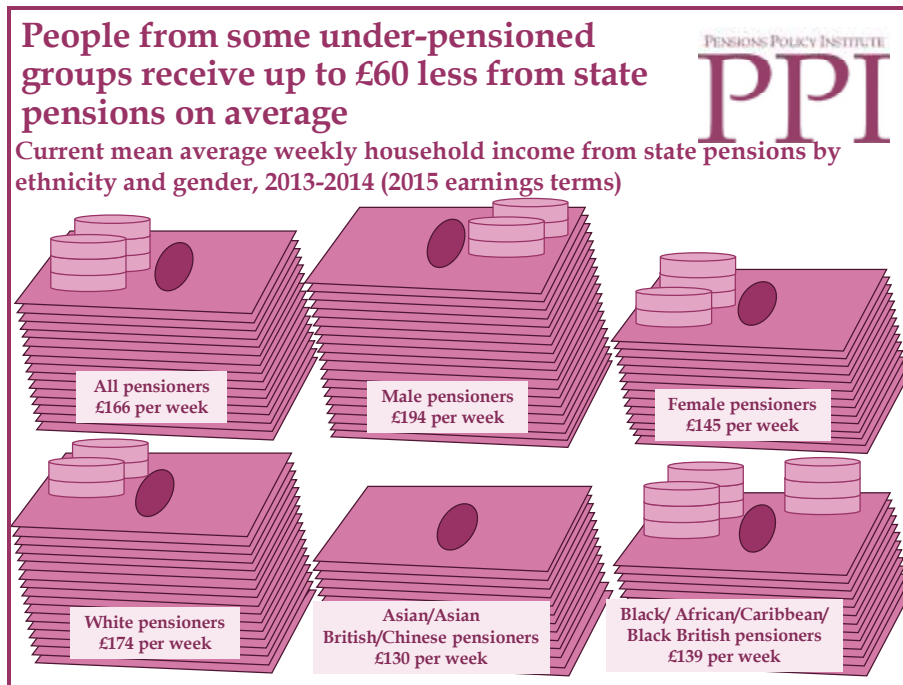 People from some under-pensioned
groups receive up to £60 less from state
pensions on average
PENSIONS POLICY INSTITUTE
PPI
Current mean average weekly household income from state pensions by
ethnicity and gender, 2013-2014 (2015 earnings terms)
All pensioners
£166 per week
Male pensioners
£194 per week
Female pensioners
£145 per week
White pensioners
£174 per week
Asian/Asian
British/Chinese pensioners
£130 per week
Black/ African/Caribbean/
Black British pensioners
£139 per week